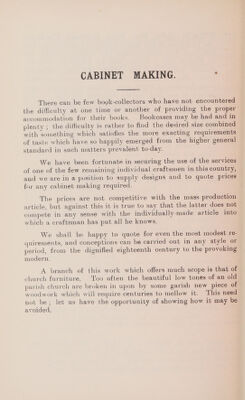 CABINET MAKING.
There can be few book-collectors who have not encountered
the difficulty at one time or another of providing the proper
accommodation for their books. Bookcases may be had and in
plenty ; the difficulty is rather to find the desired size combined
with something which satisfies the more exacting requirements
of taste which have so happily emerged from the higher general
standard in such matters prevalent to-day.
We have been fortunate in securing the use of the services
of one of the few remaining individual craftsmen in this country,
and we are in a position to supply designs and to quote prices
for any cabinet making required.
The prices are not competitive with the mass production
article, but against this it is true to say that the latter does not
compete in any sense with the individually-made article into
which a craftsman has put all he knows.
We shall be happy to quote for even the most modest re-
quirements, and conceptions can be carried out in any style or
period, from the dignified eighteenth century to the provoking
modern.
A branch of this work which offers much scope is that of
church furniture. Too often the beautiful low tones of an old
parish church are broken in upon by some garish new piece of
woodwork which will require centuries to mellow it. This need
not be ; let us have the opportunity of showing how it may be
avoided.